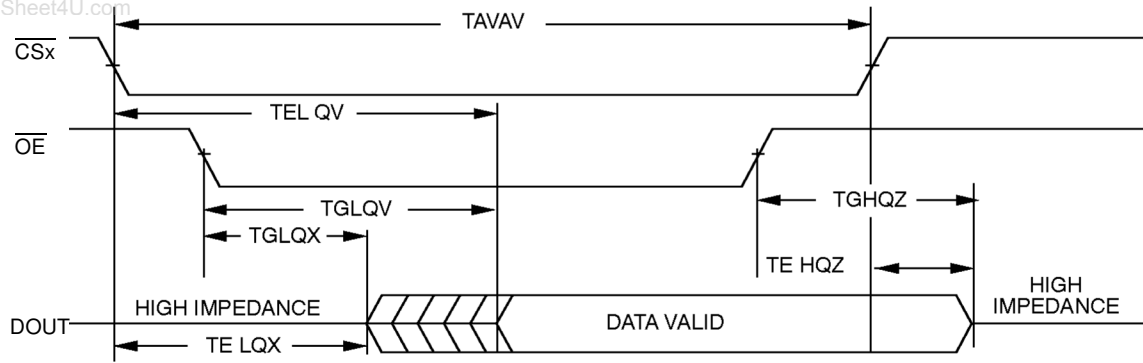 Sheet4U.com
TAVAV
CSx
TEL QV
OE
TGLQV
TGHQZ
TGLQX
TE HQZ
HIGH IMPEDANCE
HIGH
IMPEDANCE
DOUT
DATA VALID
TE LQX